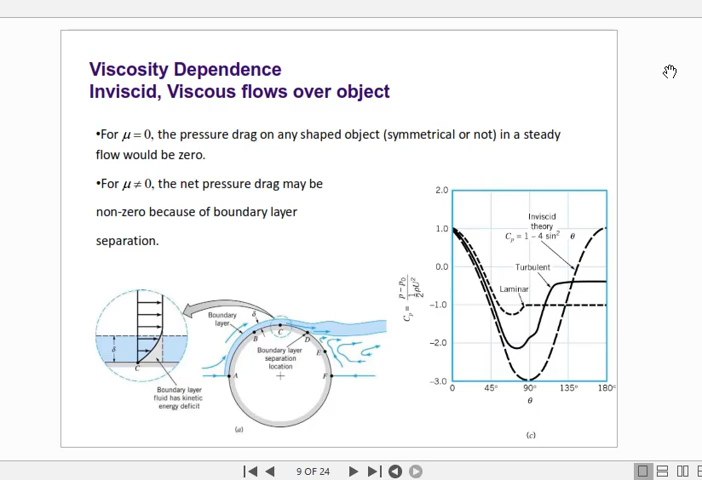 Viscosity Dependence
Inviscid, Viscous flows over object
•For μ = 0, the pressure drag on any shaped object (symmetrical or not) in a steady
flow would be zero.
•For μ ≠ 0, the net pressure drag may be
non-zero because of boundary layer
separation.
Boundary
layer
δ
B
C
D
E
A
F
Boundary layer
separation
location
δ
C
Boundary layer
fluid has kinetic
energy deficit
(a)
2.0
1.0
0.0
−1.0
−2.0
−3.0
Cp = p − p0 / ½ρU²
Inviscid
theory
Cp = 1 − 4 sin² θ
Turbulent
Laminar
0 45° 90° 135° 180°
θ
(c)
9 OF 24